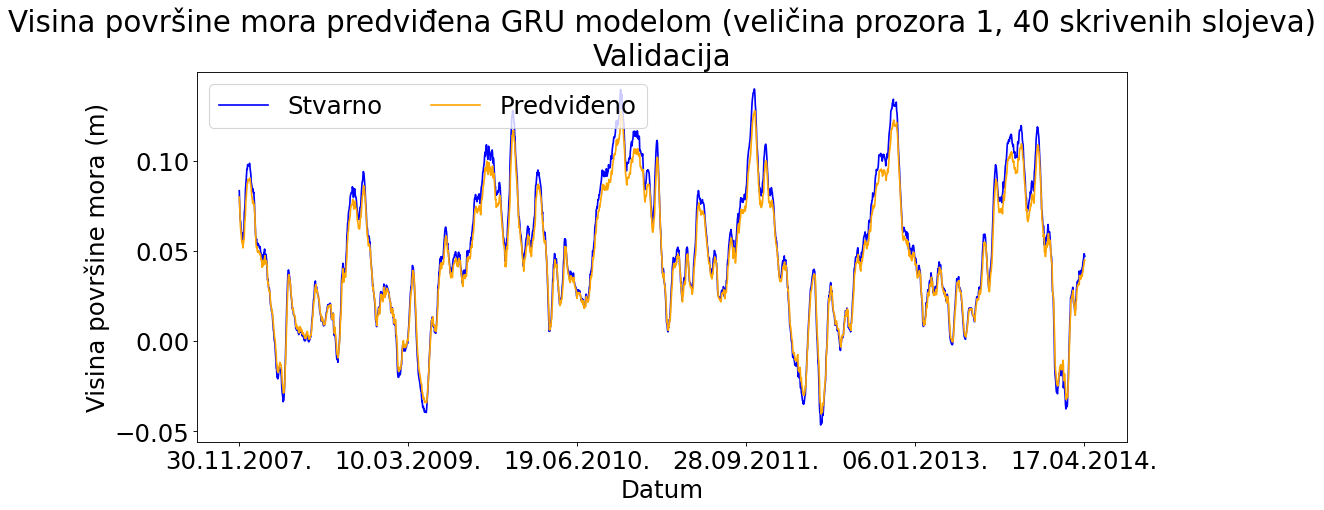 Visina površine mora predviđena GRU modelom (veličina prozora 1, 40 skrivenih slojeva)
Validacija
Stvarno
Predviđeno
Visina površine mora (m)
0.10
0.05
0.00
−0.05
30.11.2007. 10.03.2009. 19.06.2010. 28.09.2011. 06.01.2013. 17.04.2014.
Datum